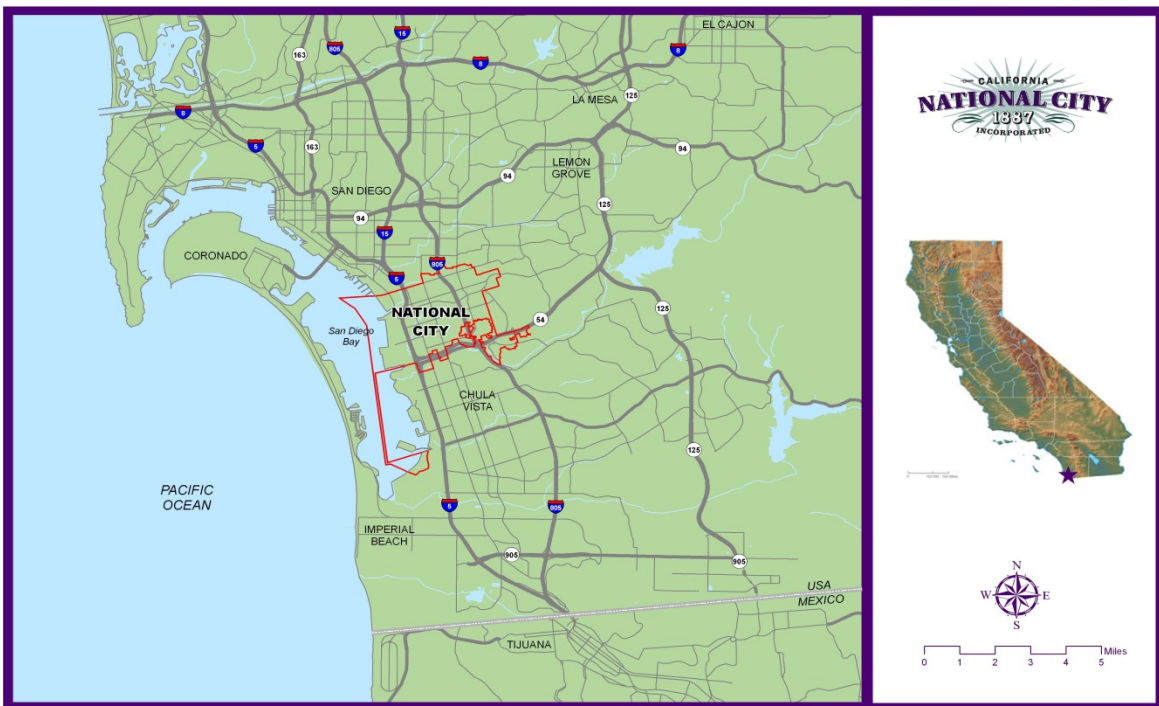 EL CAJON
15
805
163
8
8
125
LA MESA
8
5
163
94
LEMON
GROVE
94
SAN DIEGO
125
94
15
CORONADO
805
5
NATIONAL
CITY
San Diego
Bay
54
125
CHULA
VISTA
125
PACIFIC
OCEAN
5
805
IMPERIAL
BEACH
905
905
USA
MEXICO
TIJUANA
CALIFORNIA
NATIONAL CITY
1887
INCORPORATED
N
W
E
S
Miles
0 1 2 3 4 5